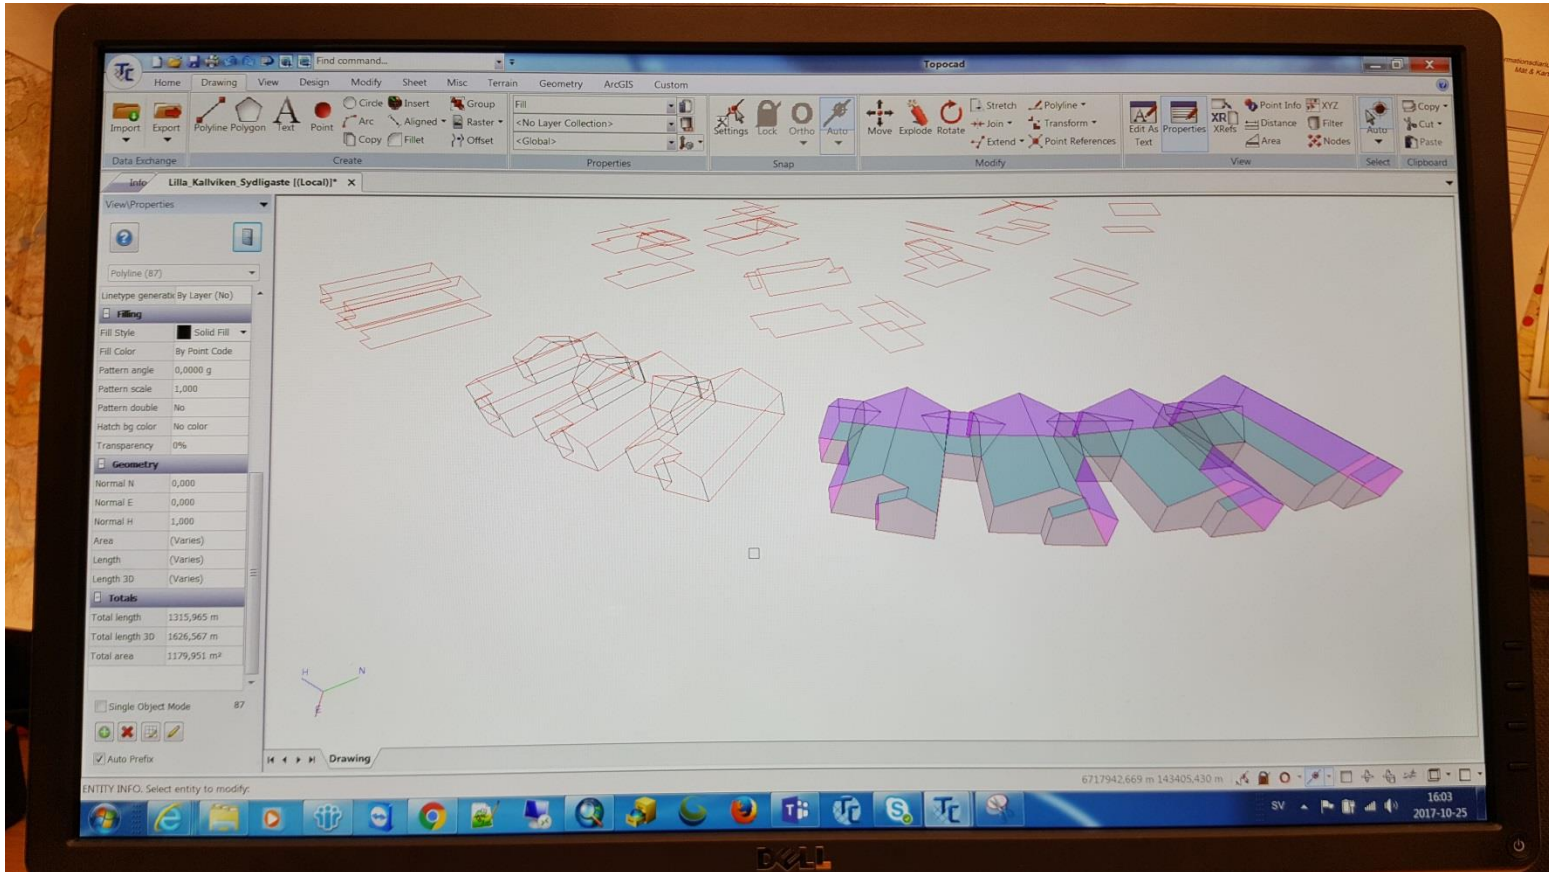 Find command...
Topocad
Home Drawing View Design Modify Sheet Misc Terrain Geometry ArcGIS Custom
Import Export Polyline Polygon Text Point
Circle Insert Group
Arc Aligned Raster
Copy Fillet Offset
Fill
<No Layer Collection>
<Global>
Settings Lock Ortho Auto
Move Explode Rotate
Stretch Polyline
Join Transform
Extend Point References
Edit As Text Properties XRefs
Point Info XYZ
Distance Filter
Area Nodes
Auto
Copy
Cut
Paste
Data Exchange Create Properties Snap Modify View Select Clipboard
Info Lilla_Kallviken_Sydligaste [(Local)]* X
View\Properties
Polyline (87)
Linetype generatic By Layer (No)
Filling
Fill Style Solid Fill
Fill Color By Point Code
Pattern angle 0,0000 g
Pattern scale 1,000
Pattern double No
Hatch bg color No color
Transparency 0%
Geometry
Normal N 0,000
Normal E 0,000
Normal H 1,000
Area (Varies)
Length (Varies)
Length 3D (Varies)
Totals
Total length 1315,965 m
Total length 3D 1626,567 m
Total area 1179,951 m²
Single Object Mode 87
Auto Prefix
H N
E
Drawing
ENTITY INFO. Select entity to modify:
6717942.669 m 143405,430 m
SV
16:03
2017-10-25
DELL